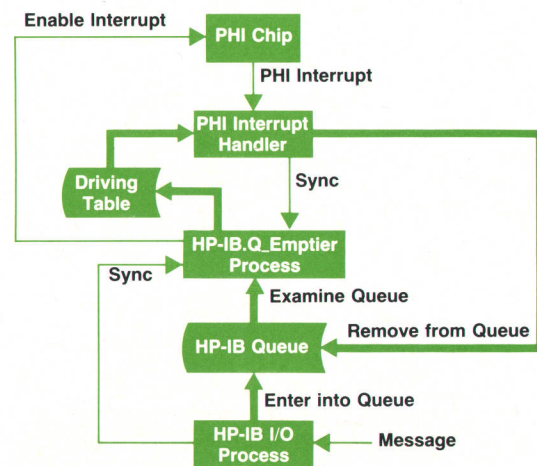 Enable Interrupt
PHI Chip
PHI Interrupt
PHI Interrupt
Handler
Sync
Driving
Table
HP-IB.Q_Emptier
Process
Sync
Examine Queue
Remove from Queue
HP-IB Queue
Enter into Queue
HP-IB I/O
Process
Message